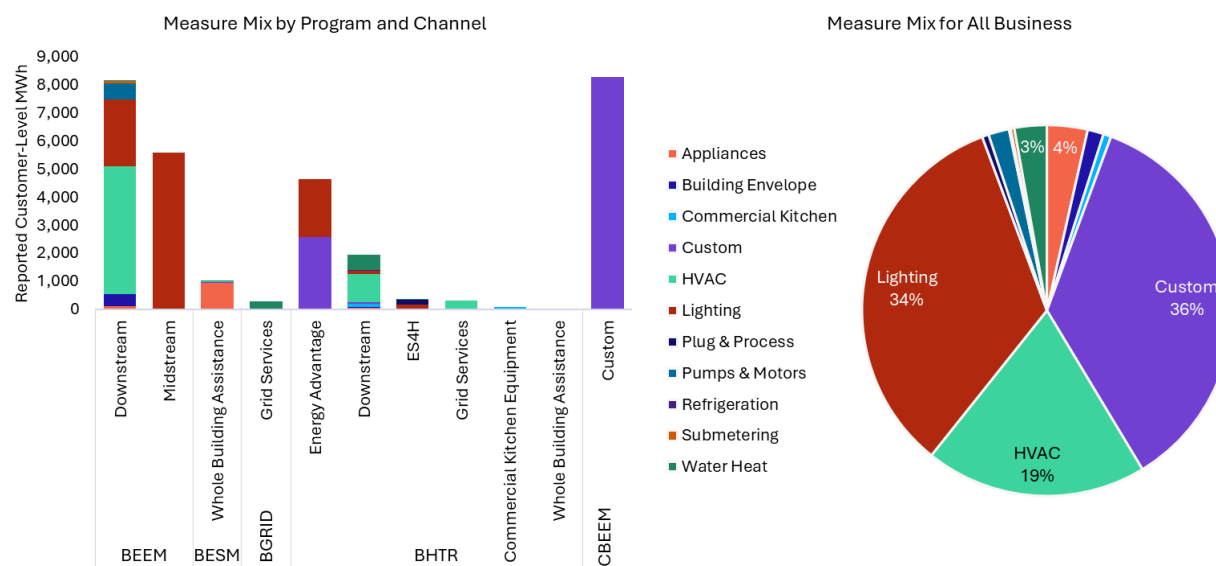 Measure Mix by Program and Channel
Reported Customer-Level MWh
9,000
8,000
7,000
6,000
5,000
4,000
3,000
2,000
1,000
0
Downstream
Midstream
Whole Building Assistance
Grid Services
Energy Advantage
Downstream
ES4H
Grid Services
Commercial Kitchen Equipment
Whole Building Assistance
Custom
BEEM
BESM
BGRID
BHTR
CBEEM
Appliances
Building Envelope
Commercial Kitchen
Custom
HVAC
Lighting
Plug & Process
Pumps & Motors
Refrigeration
Submetering
Water Heat
Measure Mix for All Business
3%
4%
Lighting
34%
Custom
36%
HVAC
19%